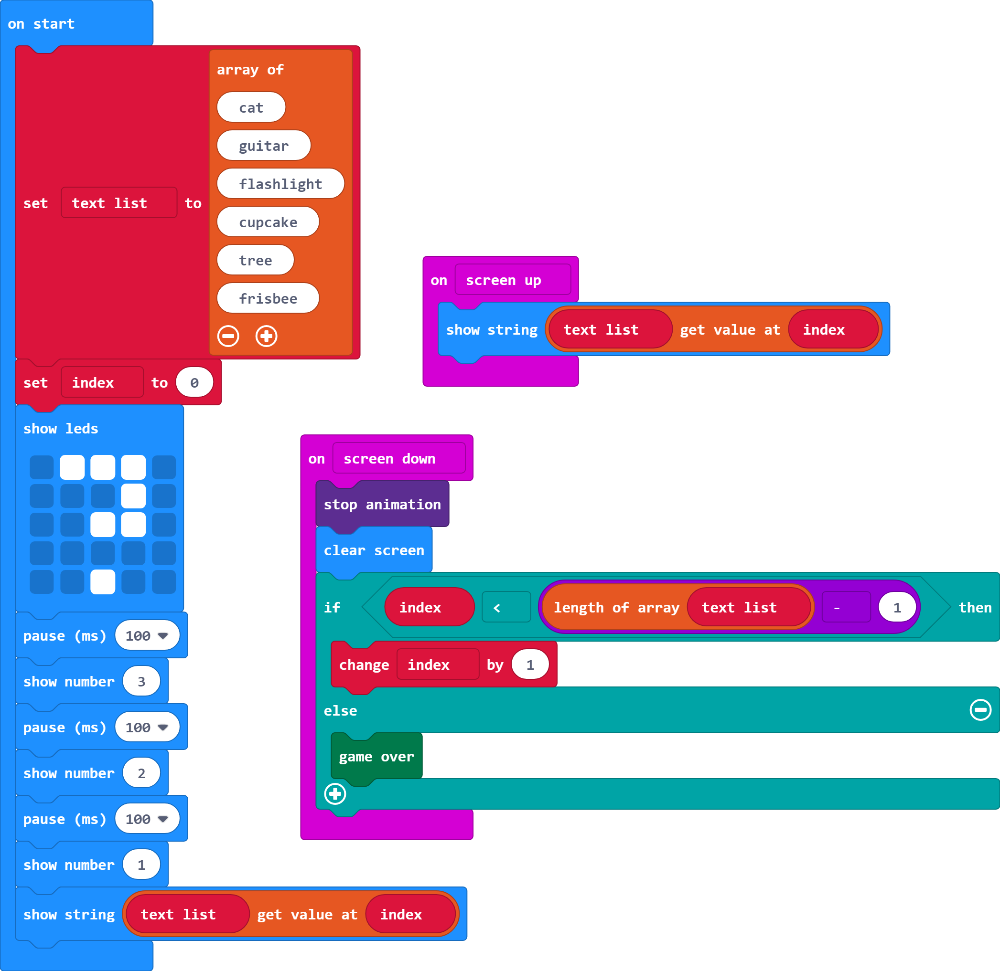 on start
set text list to array of
cat
guitar
flashlight
cupcake
tree
frisbee
set index to 0
show leds
pause (ms) 100
show number 3
pause (ms) 100
show number 2
pause (ms) 100
show number 1
show string text list get value at index
on screen up
show string text list get value at index
on screen down
stop animation
clear screen
if index < length of array text list - 1 then
change index by 1
else
game over